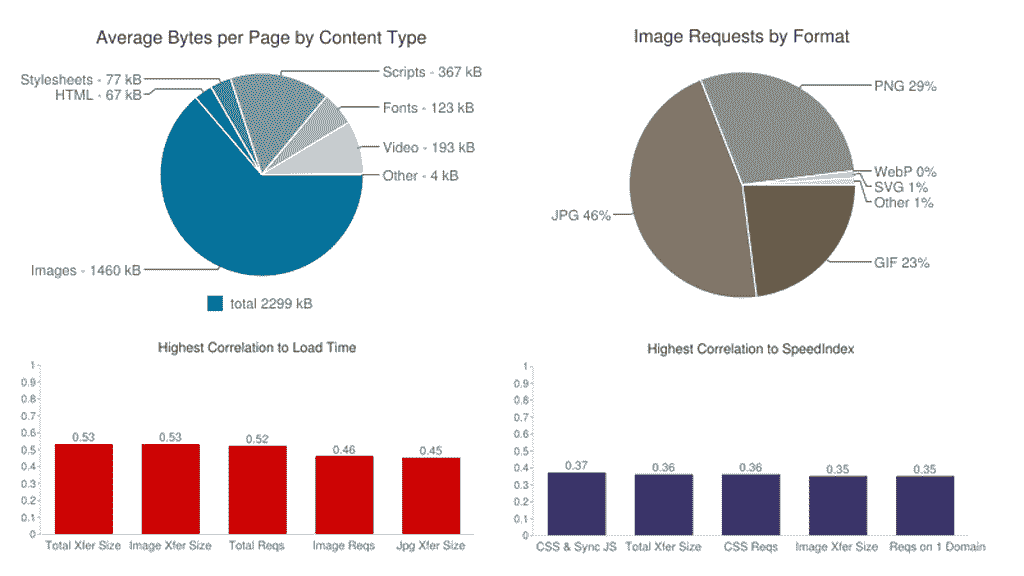 Average Bytes per Page by Content Type
Stylesheets - 77 kB
HTML - 67 kB
Scripts - 367 kB
Fonts - 123 kB
Video - 193 kB
Other - 4 kB
Images - 1460 kB
total 2299 kB
Image Requests by Format
PNG 29%
WebP 0%
SVG 1%
Other 1%
JPG 46%
GIF 23%
Highest Correlation to Load Time
1
0.9
0.8
0.7
0.6
0.5
0.4
0.3
0.2
0.1
0
0.53
0.53
0.52
0.46
0.45
Total Xfer Size
Image Xfer Size
Total Reqs
Image Reqs
Jpg Xfer Size
Highest Correlation to SpeedIndex
1
0.9
0.8
0.7
0.6
0.5
0.4
0.3
0.2
0.1
0
0.37
0.36
0.36
0.35
0.35
CSS & Sync JS
Total Xfer Size
CSS Reqs
Image Xfer Size
Reqs on 1 Domain